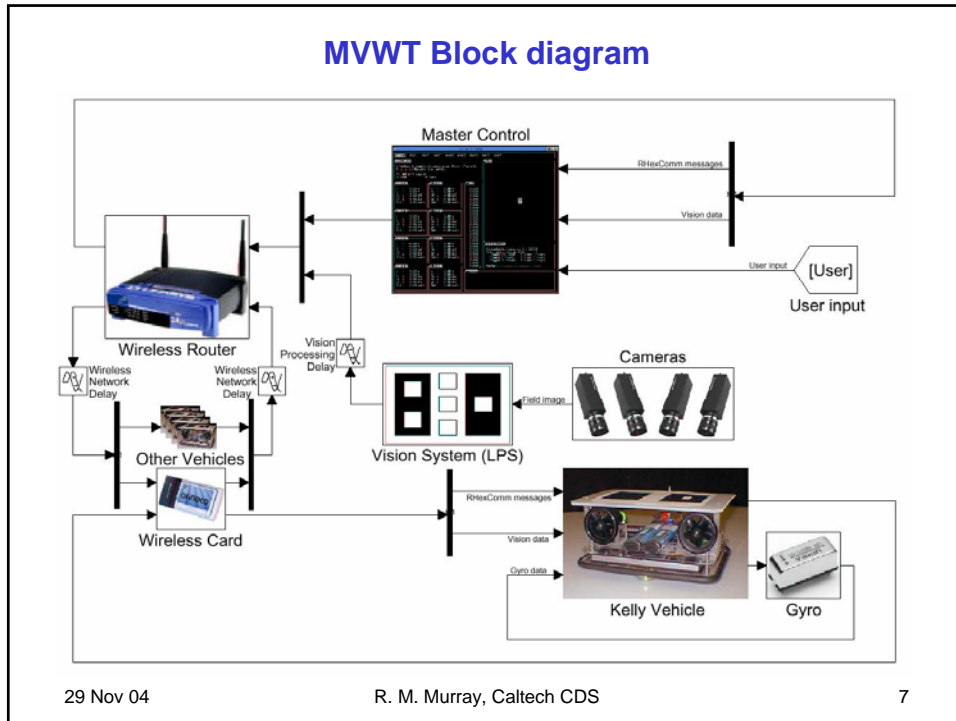 MVWT Block diagram
Master Control
RHexComm messages
Vision data
User input
[User]
User input
Wireless Router
Vision
Processing
Delay
Cameras
Wireless
Network
Delay
Wireless
Network
Delay
Field image
Other Vehicles
Vision System (LPS)
Wireless Card
RHexComm messages
Vision data
Gyro data
Kelly Vehicle
Gyro
29 Nov 04
R. M. Murray, Caltech CDS
7